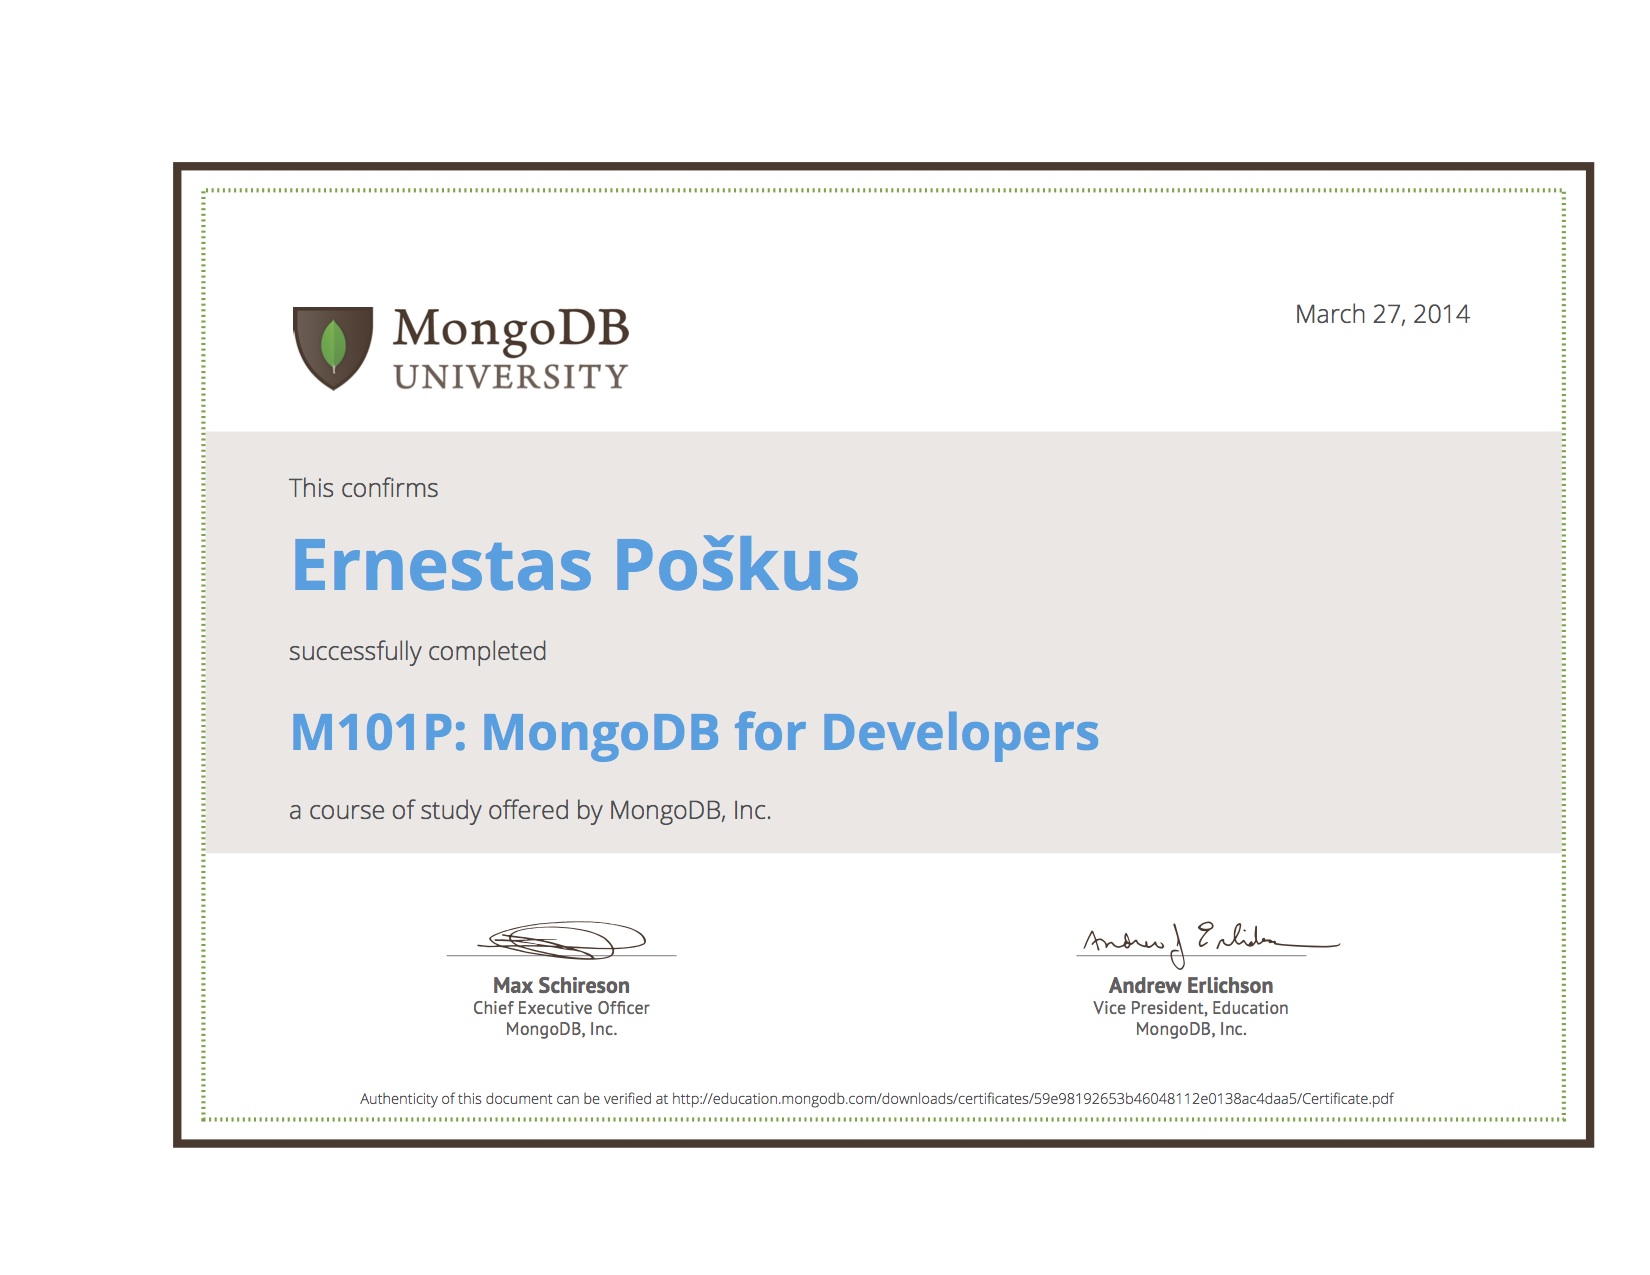 MongoDB
UNIVERSITY
March 27, 2014
This confirms
Ernestas Poškus
successfully completed
M101P: MongoDB for Developers
a course of study offered by MongoDB, Inc.
Andrew J Erlichson
Max Schireson
Chief Executive Officer
MongoDB, Inc.
Andrew Erlichson
Vice President, Education
MongoDB, Inc.
Authenticity of this document can be verified at http://education.mongodb.com/downloads/certificates/59e98192653b46048112e0138ac4daa5/Certificate.pdf